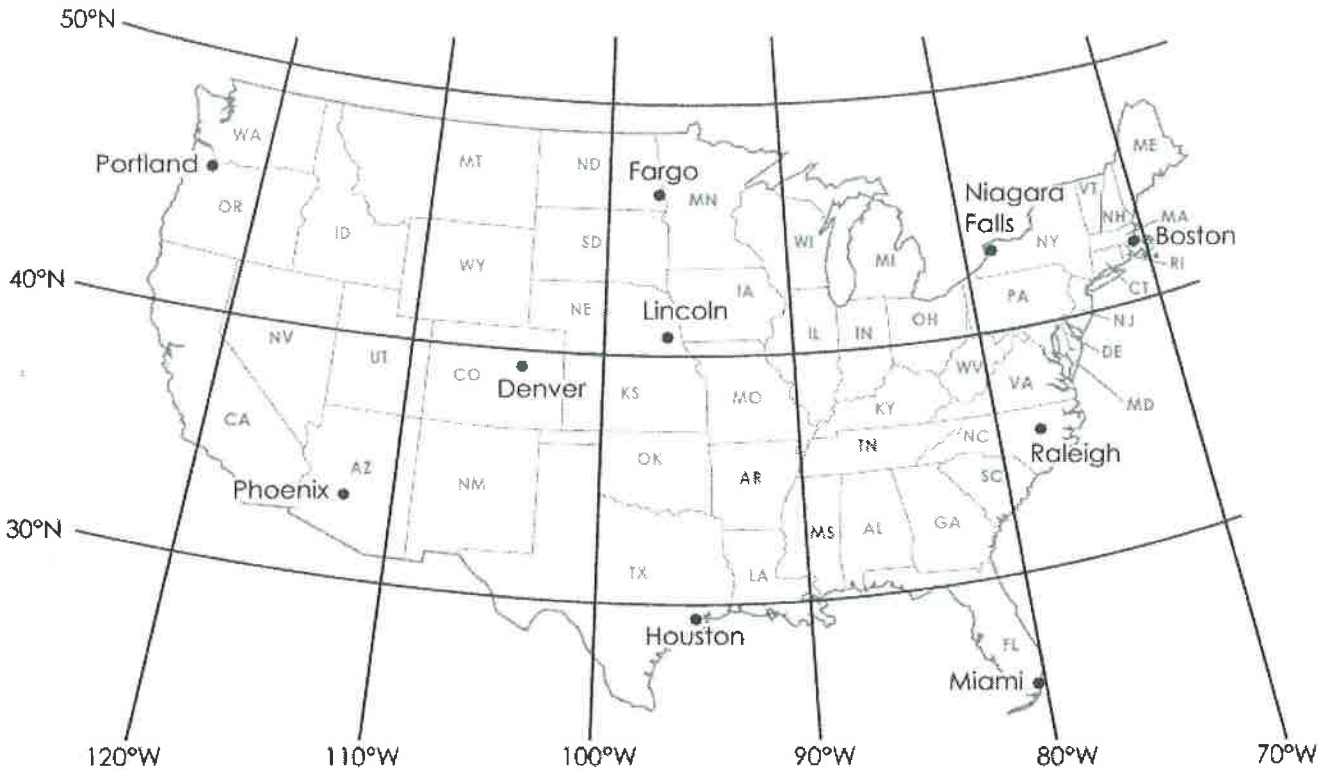 50°N
WA
MT
ND
ME
Portland
Fargo
MN
VT
OR
Niagara
Falls
NH
MA
ID
SD
WI
NY
Boston
WY
MI
RI
40°N
NE
Lincoln
IA
PA
CT
NV
UT
IL
IN
OH
NJ
CO
Denver
KS
MO
WV
VA
DE
MD
CA
KY
TN
NC
Raleigh
AZ
OK
AR
SC
Phoenix
NM
30°N
MS
AL
GA
TX
LA
Houston
FL
Miami
120°W
110°W
100°W
90°W
80°W
70°W